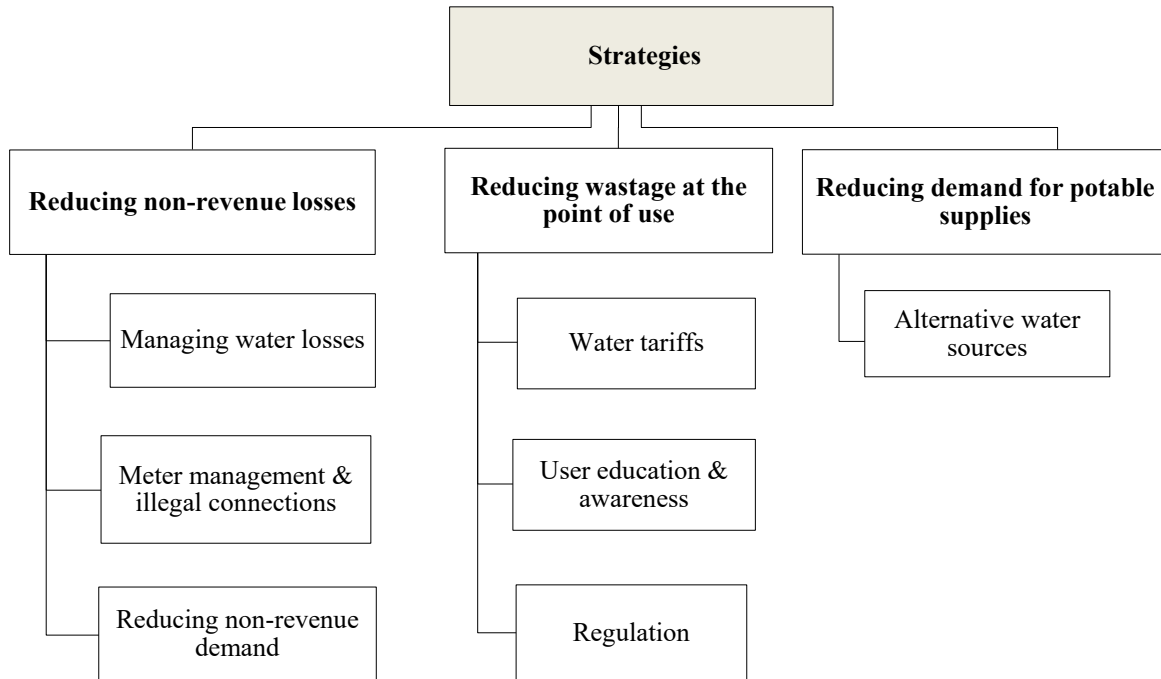 Strategies
Reducing non-revenue losses
Reducing wastage at the
point of use
Reducing demand for potable
supplies
Managing water losses
Meter management &
illegal connections
Reducing non-revenue
demand
Water tariffs
User education &
awareness
Regulation
Alternative water
sources